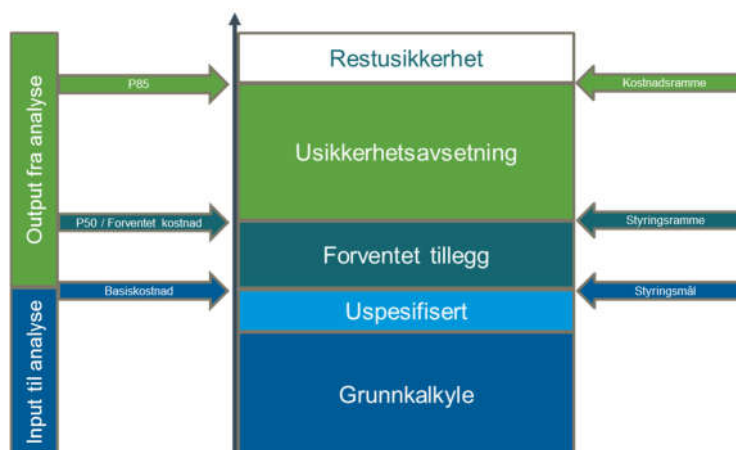 Restusikkerhet
P85
Kostnadsramme
Usikkerhetsavsetning
Output fra analyse
P50 / Forventet kostnad
Styringsramme
Forventet tillegg
Basiskostnad
Styringsmål
Uspesifisert
Input til analyse
Grunnkalkyle